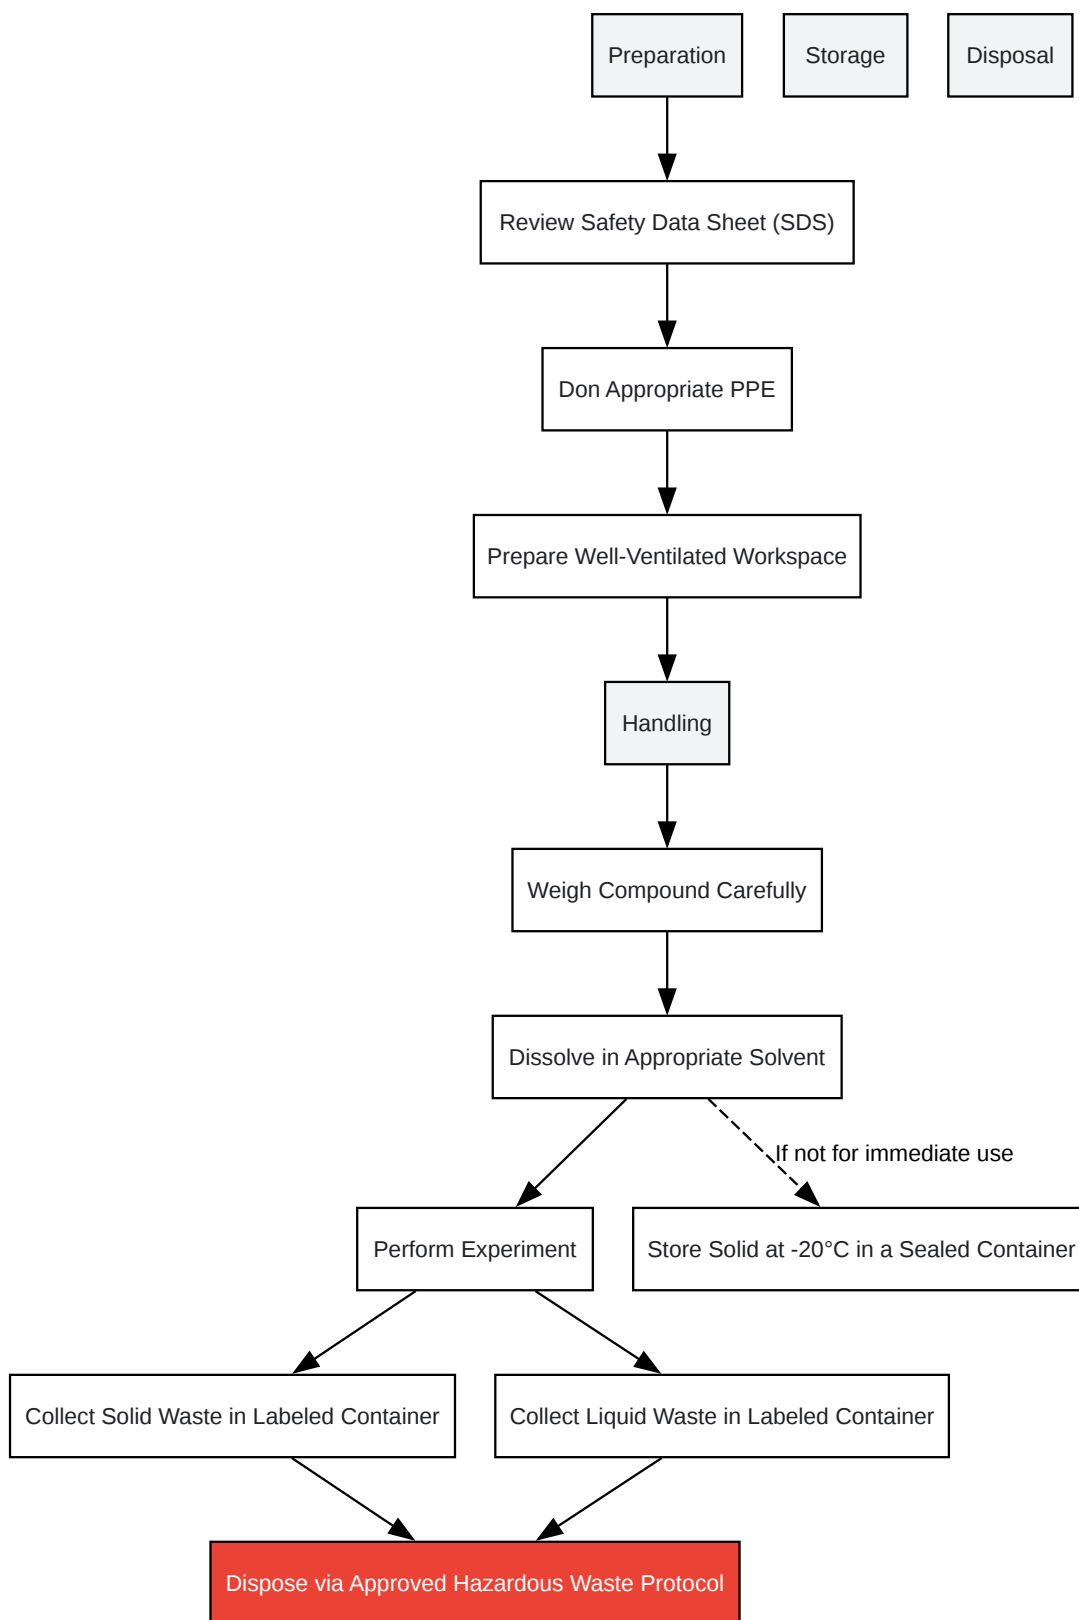 Preparation
Storage
Disposal
Review Safety Data Sheet (SDS)
Don Appropriate PPE
Prepare Well-Ventilated Workspace
Handling
Weigh Compound Carefully
Dissolve in Appropriate Solvent
If not for immediate use
Perform Experiment
Store Solid at -20°C in a Sealed Container
Collect Solid Waste in Labeled Container
Collect Liquid Waste in Labeled Container
Dispose via Approved Hazardous Waste Protocol